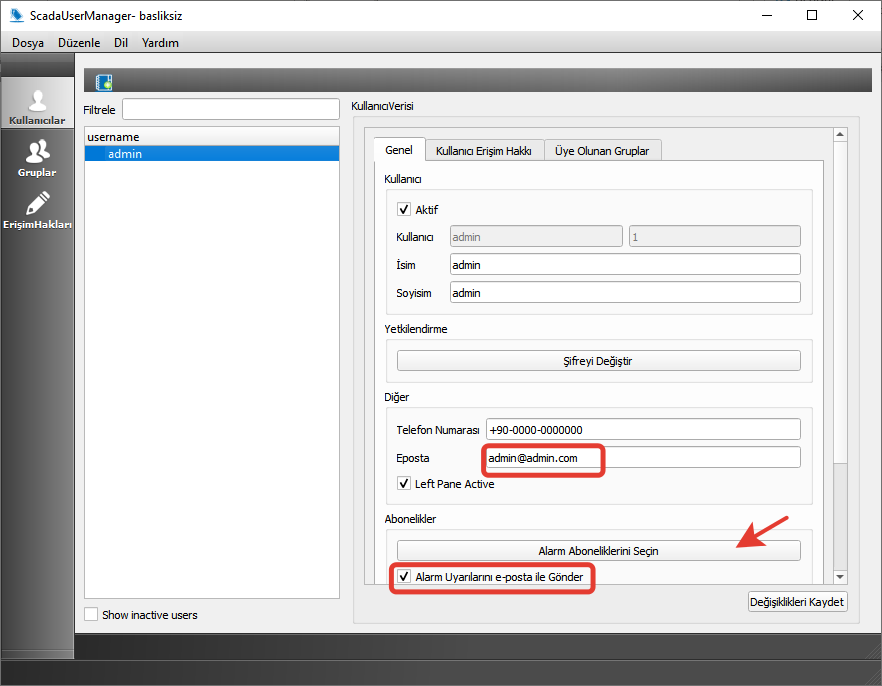 ScadaUserManager- basliksiz
Dosya Düzenle Dil Yardım
Kullanıcılar
Gruplar
ErişimHakları
Filtrele
username
admin
Show inactive users
KullanıcıVerisi
Genel Kullanıcı Erişim Hakkı Üye Olunan Gruplar
Kullanıcı
Aktif
Kullanıcı admin 1
İsim admin
Soyisim admin
Yetkilendirme
Şifreyi Değiştir
Diğer
Telefon Numarası +90-0000-0000000
Eposta admin@admin.com
Left Pane Active
Abonelikler
Alarm Aboneliklerini Seçin
Alarm Uyarılarını e-posta ile Gönder
Değişiklikleri Kaydet